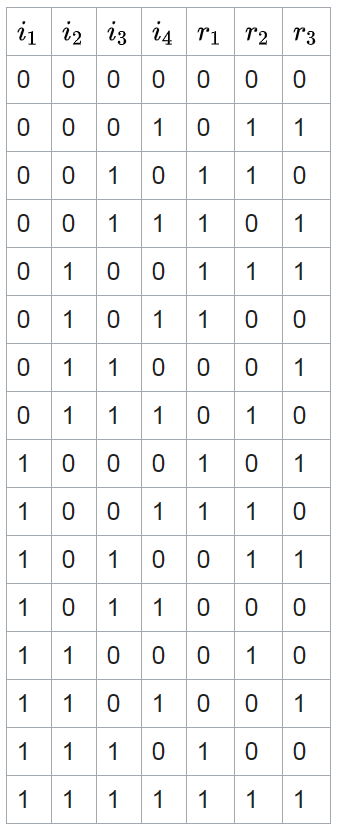 i₁ i₂ i₃ i₄ r₁ r₂ r₃
0 0 0 0 0 0 0
0 0 0 1 0 1 1
0 0 1 0 1 1 0
0 0 1 1 1 0 1
0 1 0 0 1 1 1
0 1 0 1 1 0 0
0 1 1 0 0 0 1
0 1 1 1 0 1 0
1 0 0 0 1 0 1
1 0 0 1 1 1 0
1 0 1 0 0 1 1
1 0 1 1 0 0 0
1 1 0 0 0 1 0
1 1 0 1 0 0 1
1 1 1 0 1 0 0
1 1 1 1 1 1 1